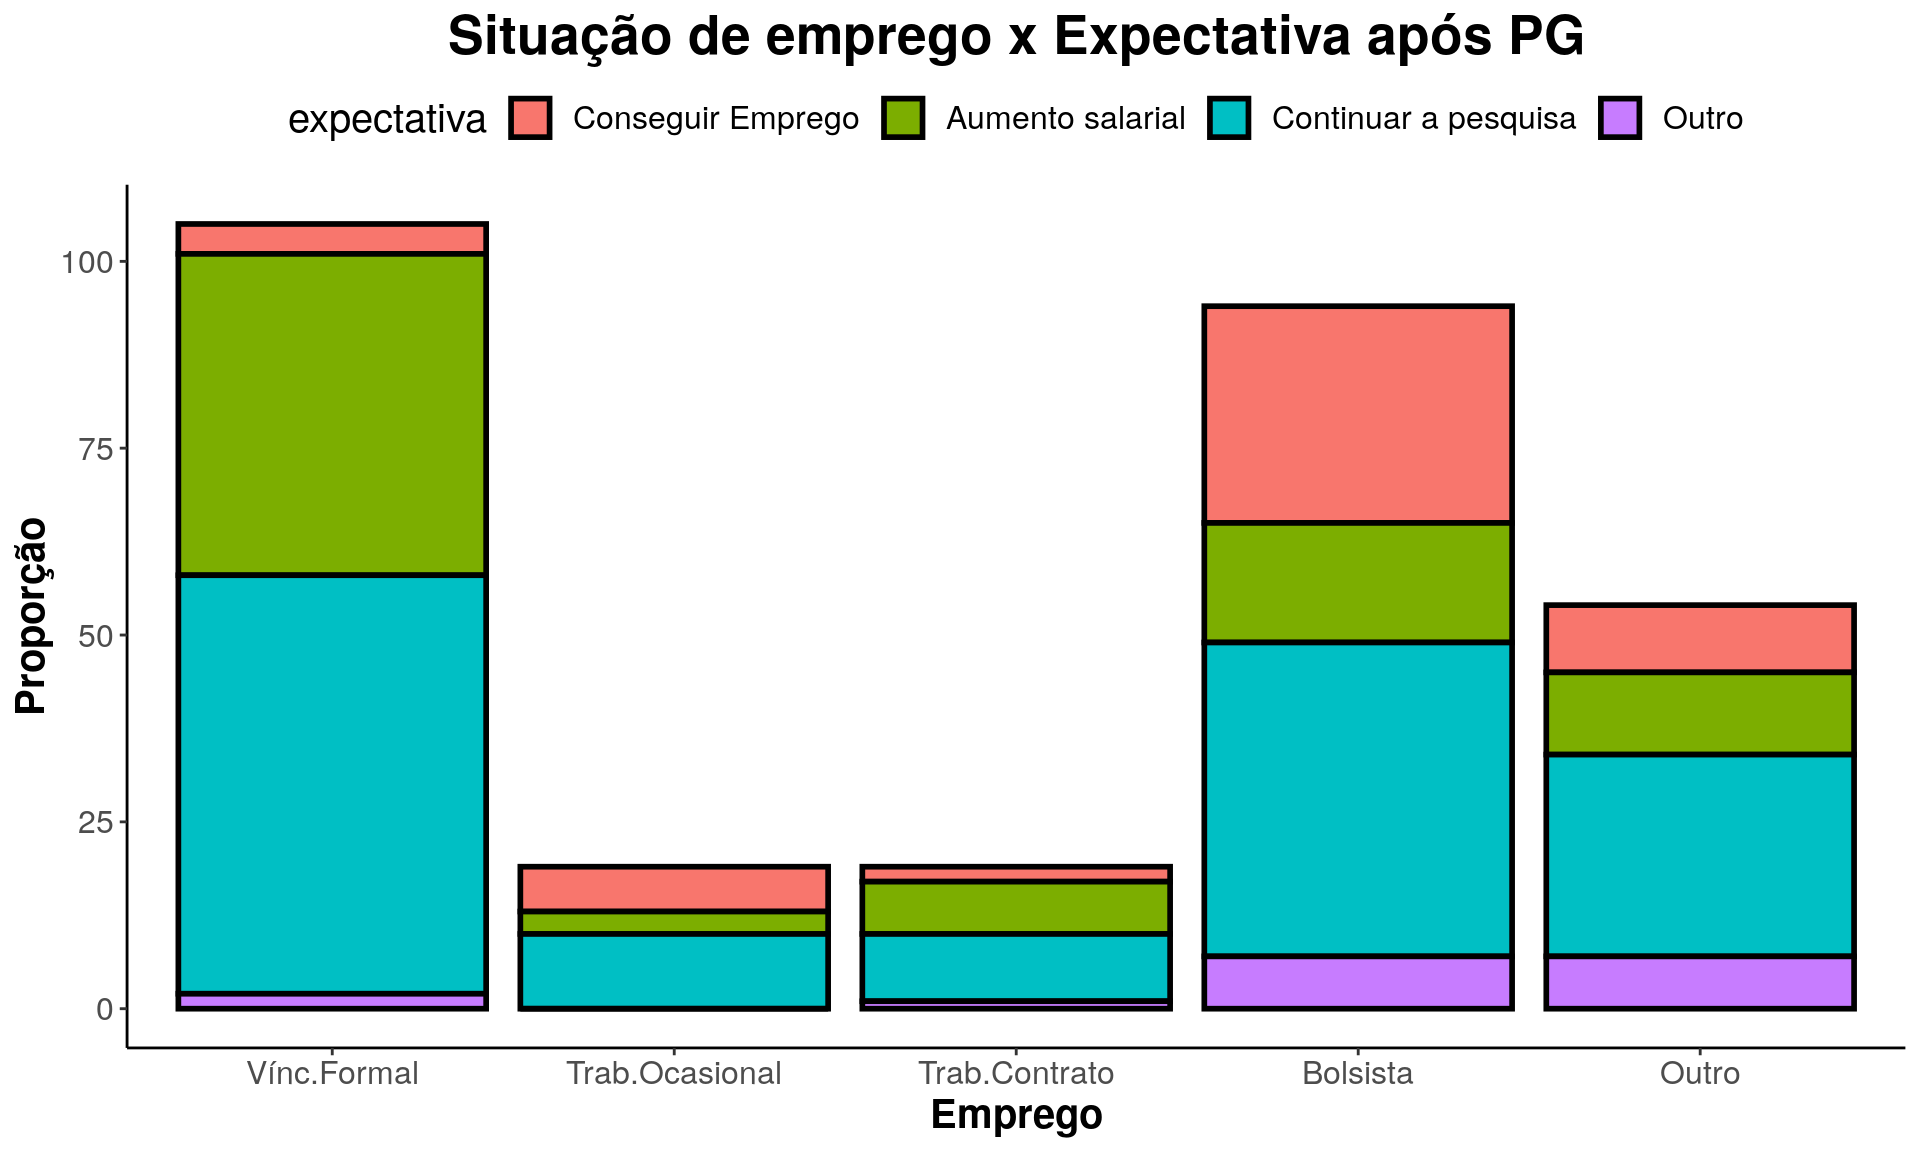 Situação de emprego x Expectativa após PG
expectativa Conseguir Emprego Aumento salarial Continuar a pesquisa Outro
Proporção
100
75
50
25
0
Vínc.Formal Trab.Ocasional Trab.Contrato Bolsista Outro
Emprego